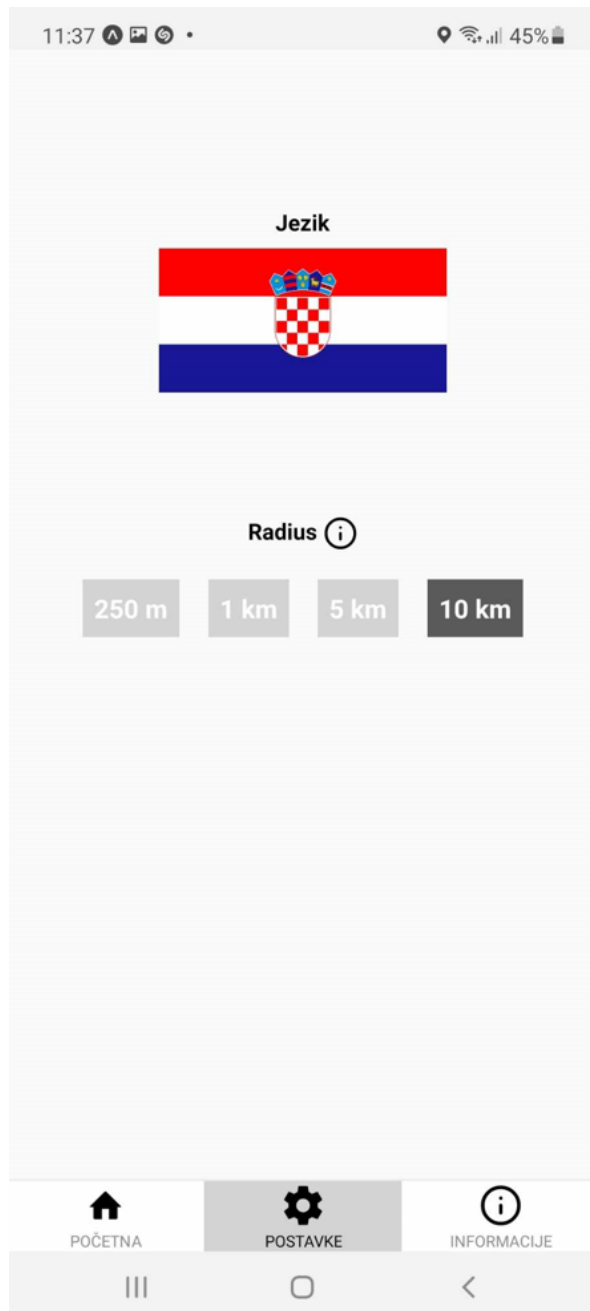 11:37 45%
Jezik
Radius
250 m 1 km 5 km 10 km
POČETNA POSTAVKE INFORMACIJE